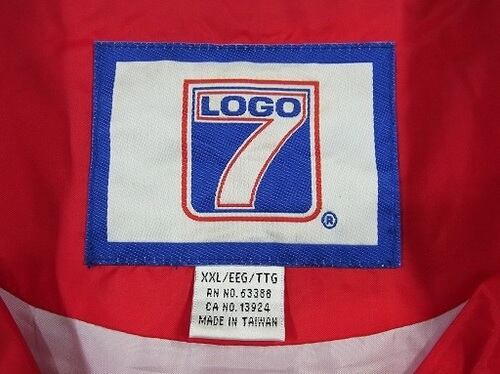 LOGO
7
®
XXL/EEG/TTG
RN NO. 63388
CA NO. 13924
MADE IN TAIWAN